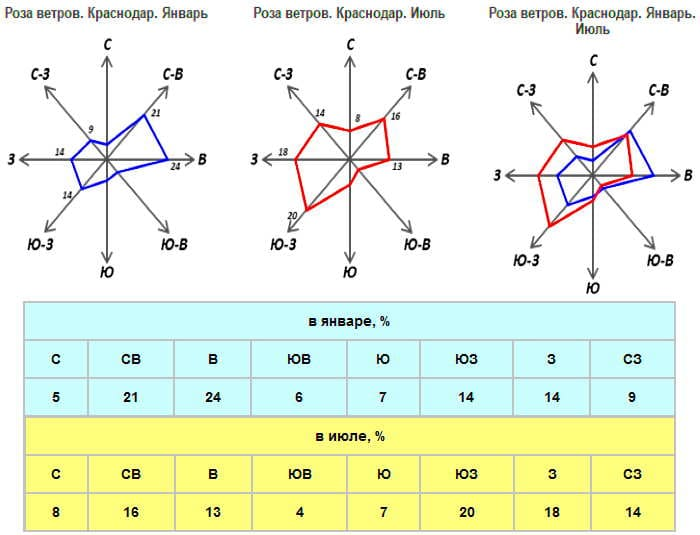 Роза ветров. Краснодар. Январь
С
С-З
С-В
9
21
14
З
В
24
14
Ю-З
Ю-В
Ю
Роза ветров. Краснодар. Июль
С
С-З
С-В
14
8
16
18
З
В
13
20
Ю-З
Ю-В
Ю
Роза ветров. Краснодар. Январь.
Июль
С
С-З
С-В
З
В
Ю-З
Ю-В
Ю
в январе, %
С СВ В ЮВ Ю ЮЗ З СЗ
5 21 24 6 7 14 14 9
в июле, %
С СВ В ЮВ Ю ЮЗ З СЗ
8 16 13 4 7 20 18 14